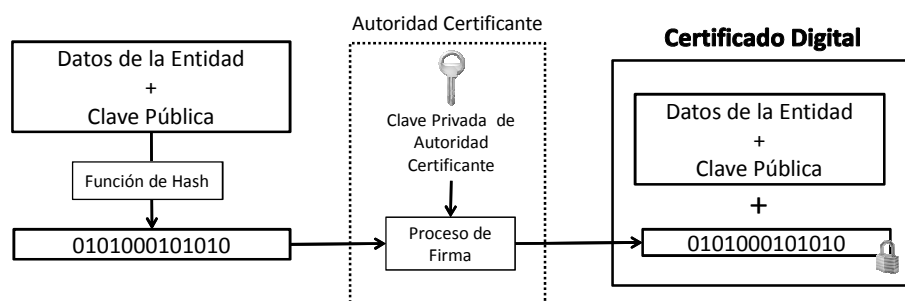 Datos de la Entidad
+
Clave Pública
Función de Hash
0101000101010
Autoridad Certificante
Clave Privada de
Autoridad
Certificante
Proceso de
Firma
Certificado Digital
Datos de la Entidad
+
Clave Pública
+
0101000101010